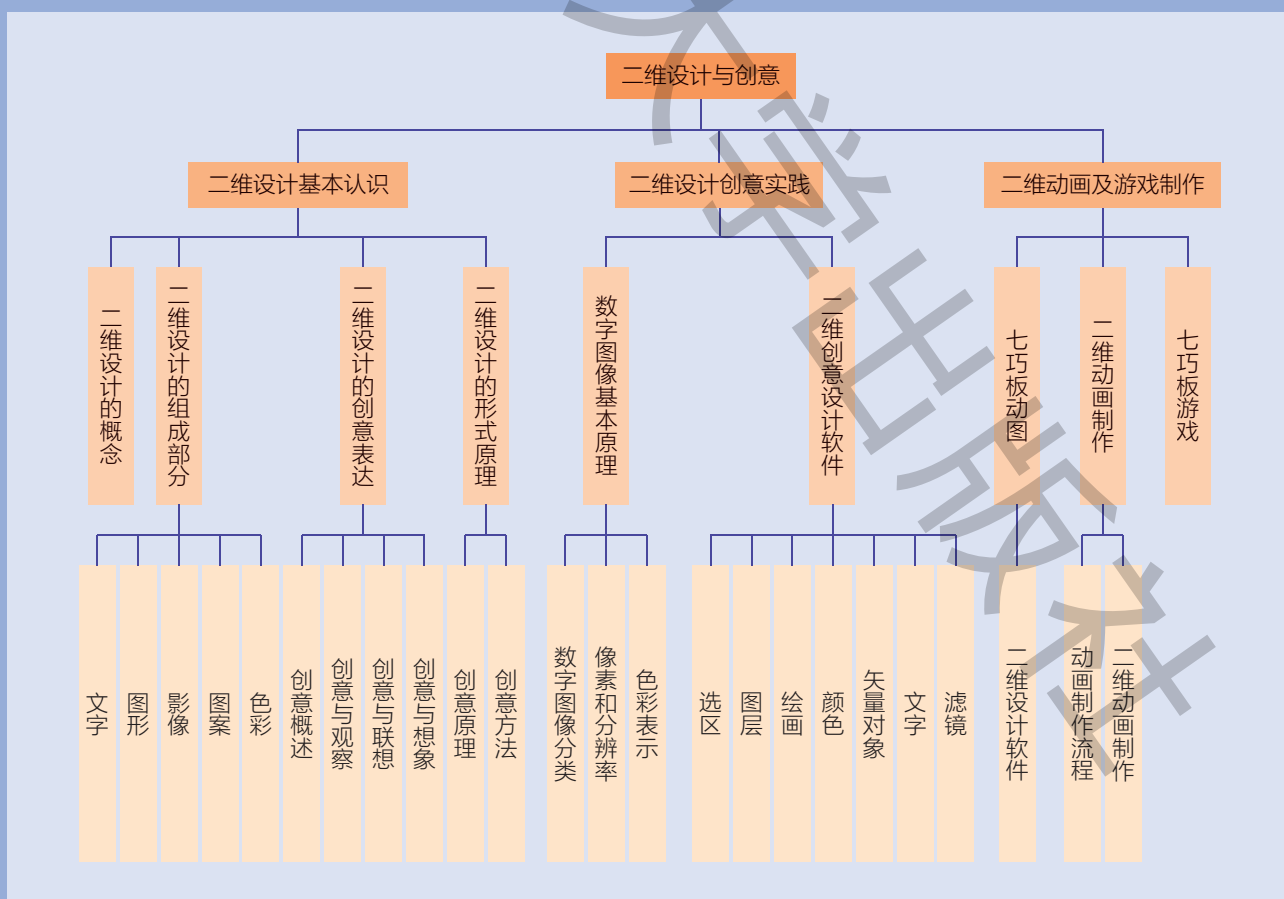 二维设计与创意
二维设计基本认识
二维设计创意实践
二维动画及游戏制作
二维设计的概念
二维设计的组成部分
二维设计的创意表达
二维设计的形式原理
数字图像基本原理
二维创意设计软件
七巧板动图
二维动画制作
七巧板游戏
文字
图形
影像
图案
色彩
创意概述
创意与观察
创意与联想
创意与想象
创意原理
创意方法
数字图像分类
像素和分辨率
色彩表示
选区
图层
绘画
颜色
矢量对象
文字
滤镜
二维设计软件
动画制作流程
二维动画制作
大学出版社